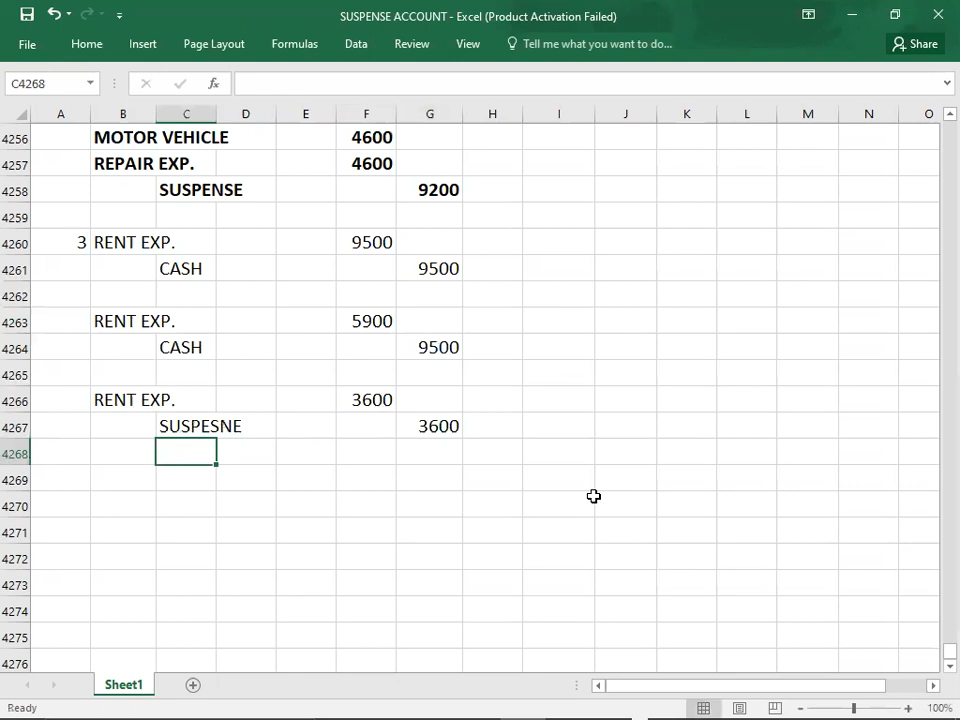 SUSPENSE ACCOUNT - Excel (Product Activation Failed)
File Home Insert Page Layout Formulas Data Review View Tell me what you want to do... Share
C4268 fx
A B C D E F G H I J K L M N O
4256 MOTOR VEHICLE 4600
4257 REPAIR EXP. 4600
4258 SUSPENSE 9200
4259
4260 3 RENT EXP. 9500
4261 CASH 9500
4262
4263 RENT EXP. 5900
4264 CASH 9500
4265
4266 RENT EXP. 3600
4267 SUSPESNE 3600
4268
4269
4270
4271
4272
4273
4274
4275
4276
Sheet1
Ready 100%